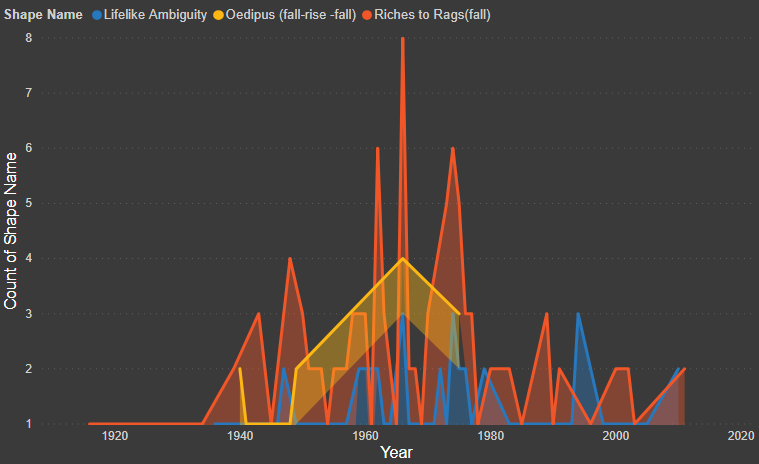 Shape Name Lifelike Ambiguity Oedipus (fall-rise -fall) Riches to Rags(fall)
8
7
6
5
4
3
2
1
Count of Shape Name
1920 1940 1960 1980 2000 2020
Year